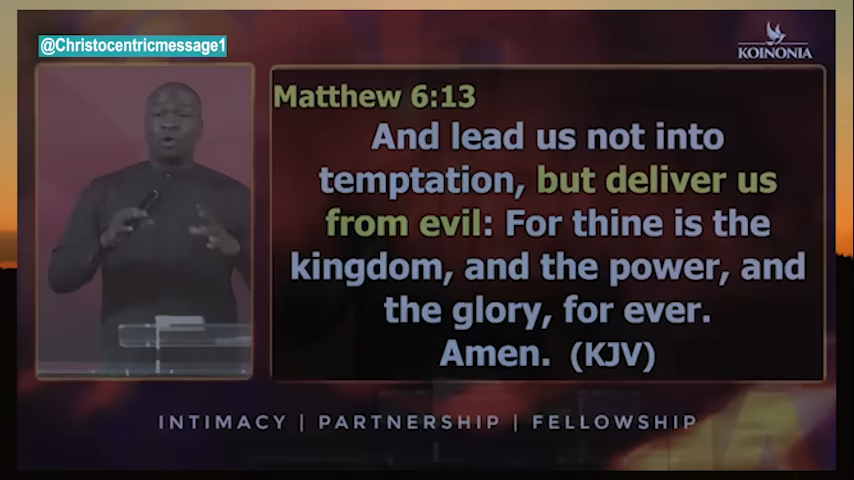 @Christocentricmessage1
KOINONIA
Matthew 6:13
And lead us not into
temptation, but deliver us
from evil: For thine is the
kingdom, and the power, and
the glory, for ever.
Amen. (KJV)
INTIMACY | PARTNERSHIP | FELLOWSHIP